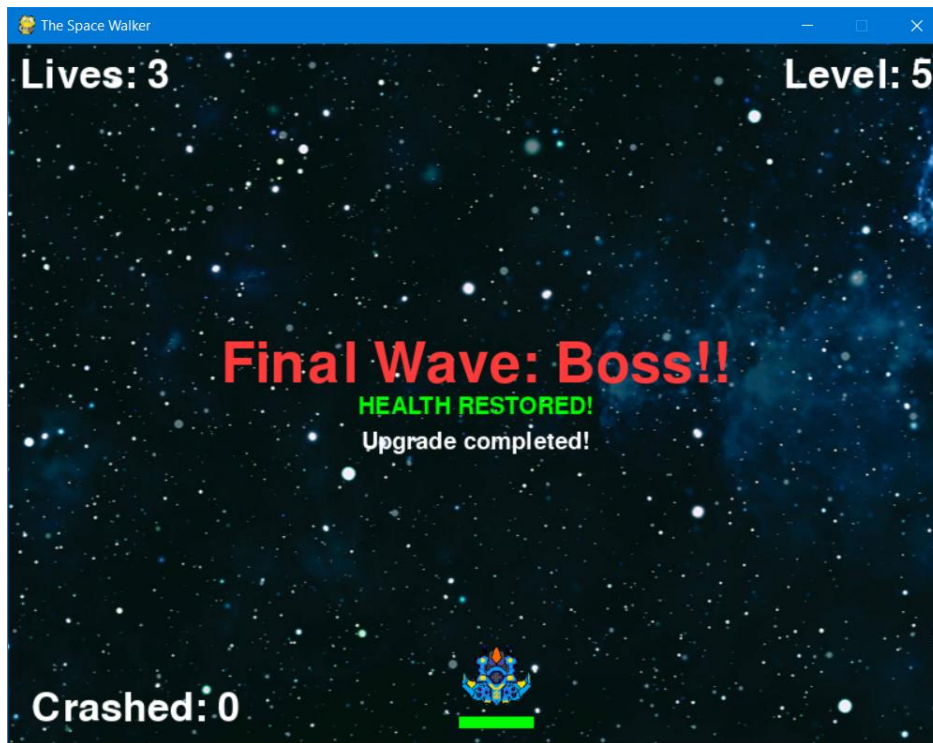 The Space Walker
Lives: 3
Level: 5
Final Wave: Boss!!
HEALTH RESTORED!
Upgrade completed!
Crashed: 0